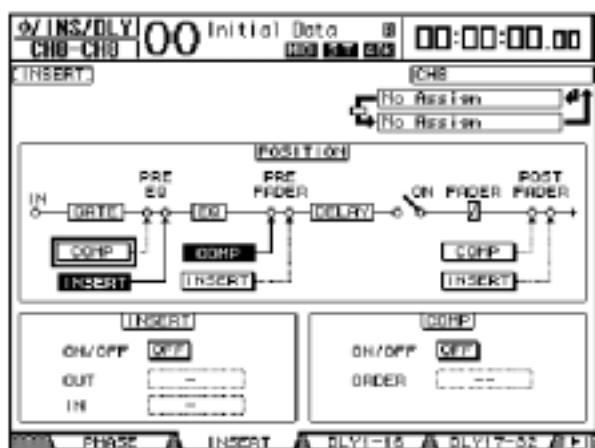 Φ/INS/DLY
CH8-CH8
00
Initial Data
00:00:00.00
INSERT
CH8
No Assign
No Assign
POSITION
PRE EQ
PRE FADER
POST FADER
IN
GATE
EQ
DELAY
ON
FADER
COMP
COMP
COMP
INSERT
INSERT
INSERT
INSERT
COMP
ON/OFF
OFF
ON/OFF
OFF
OUT
-
ORDER
--
IN
-
PHASE
INSERT
DLY1-16
DLY17-32